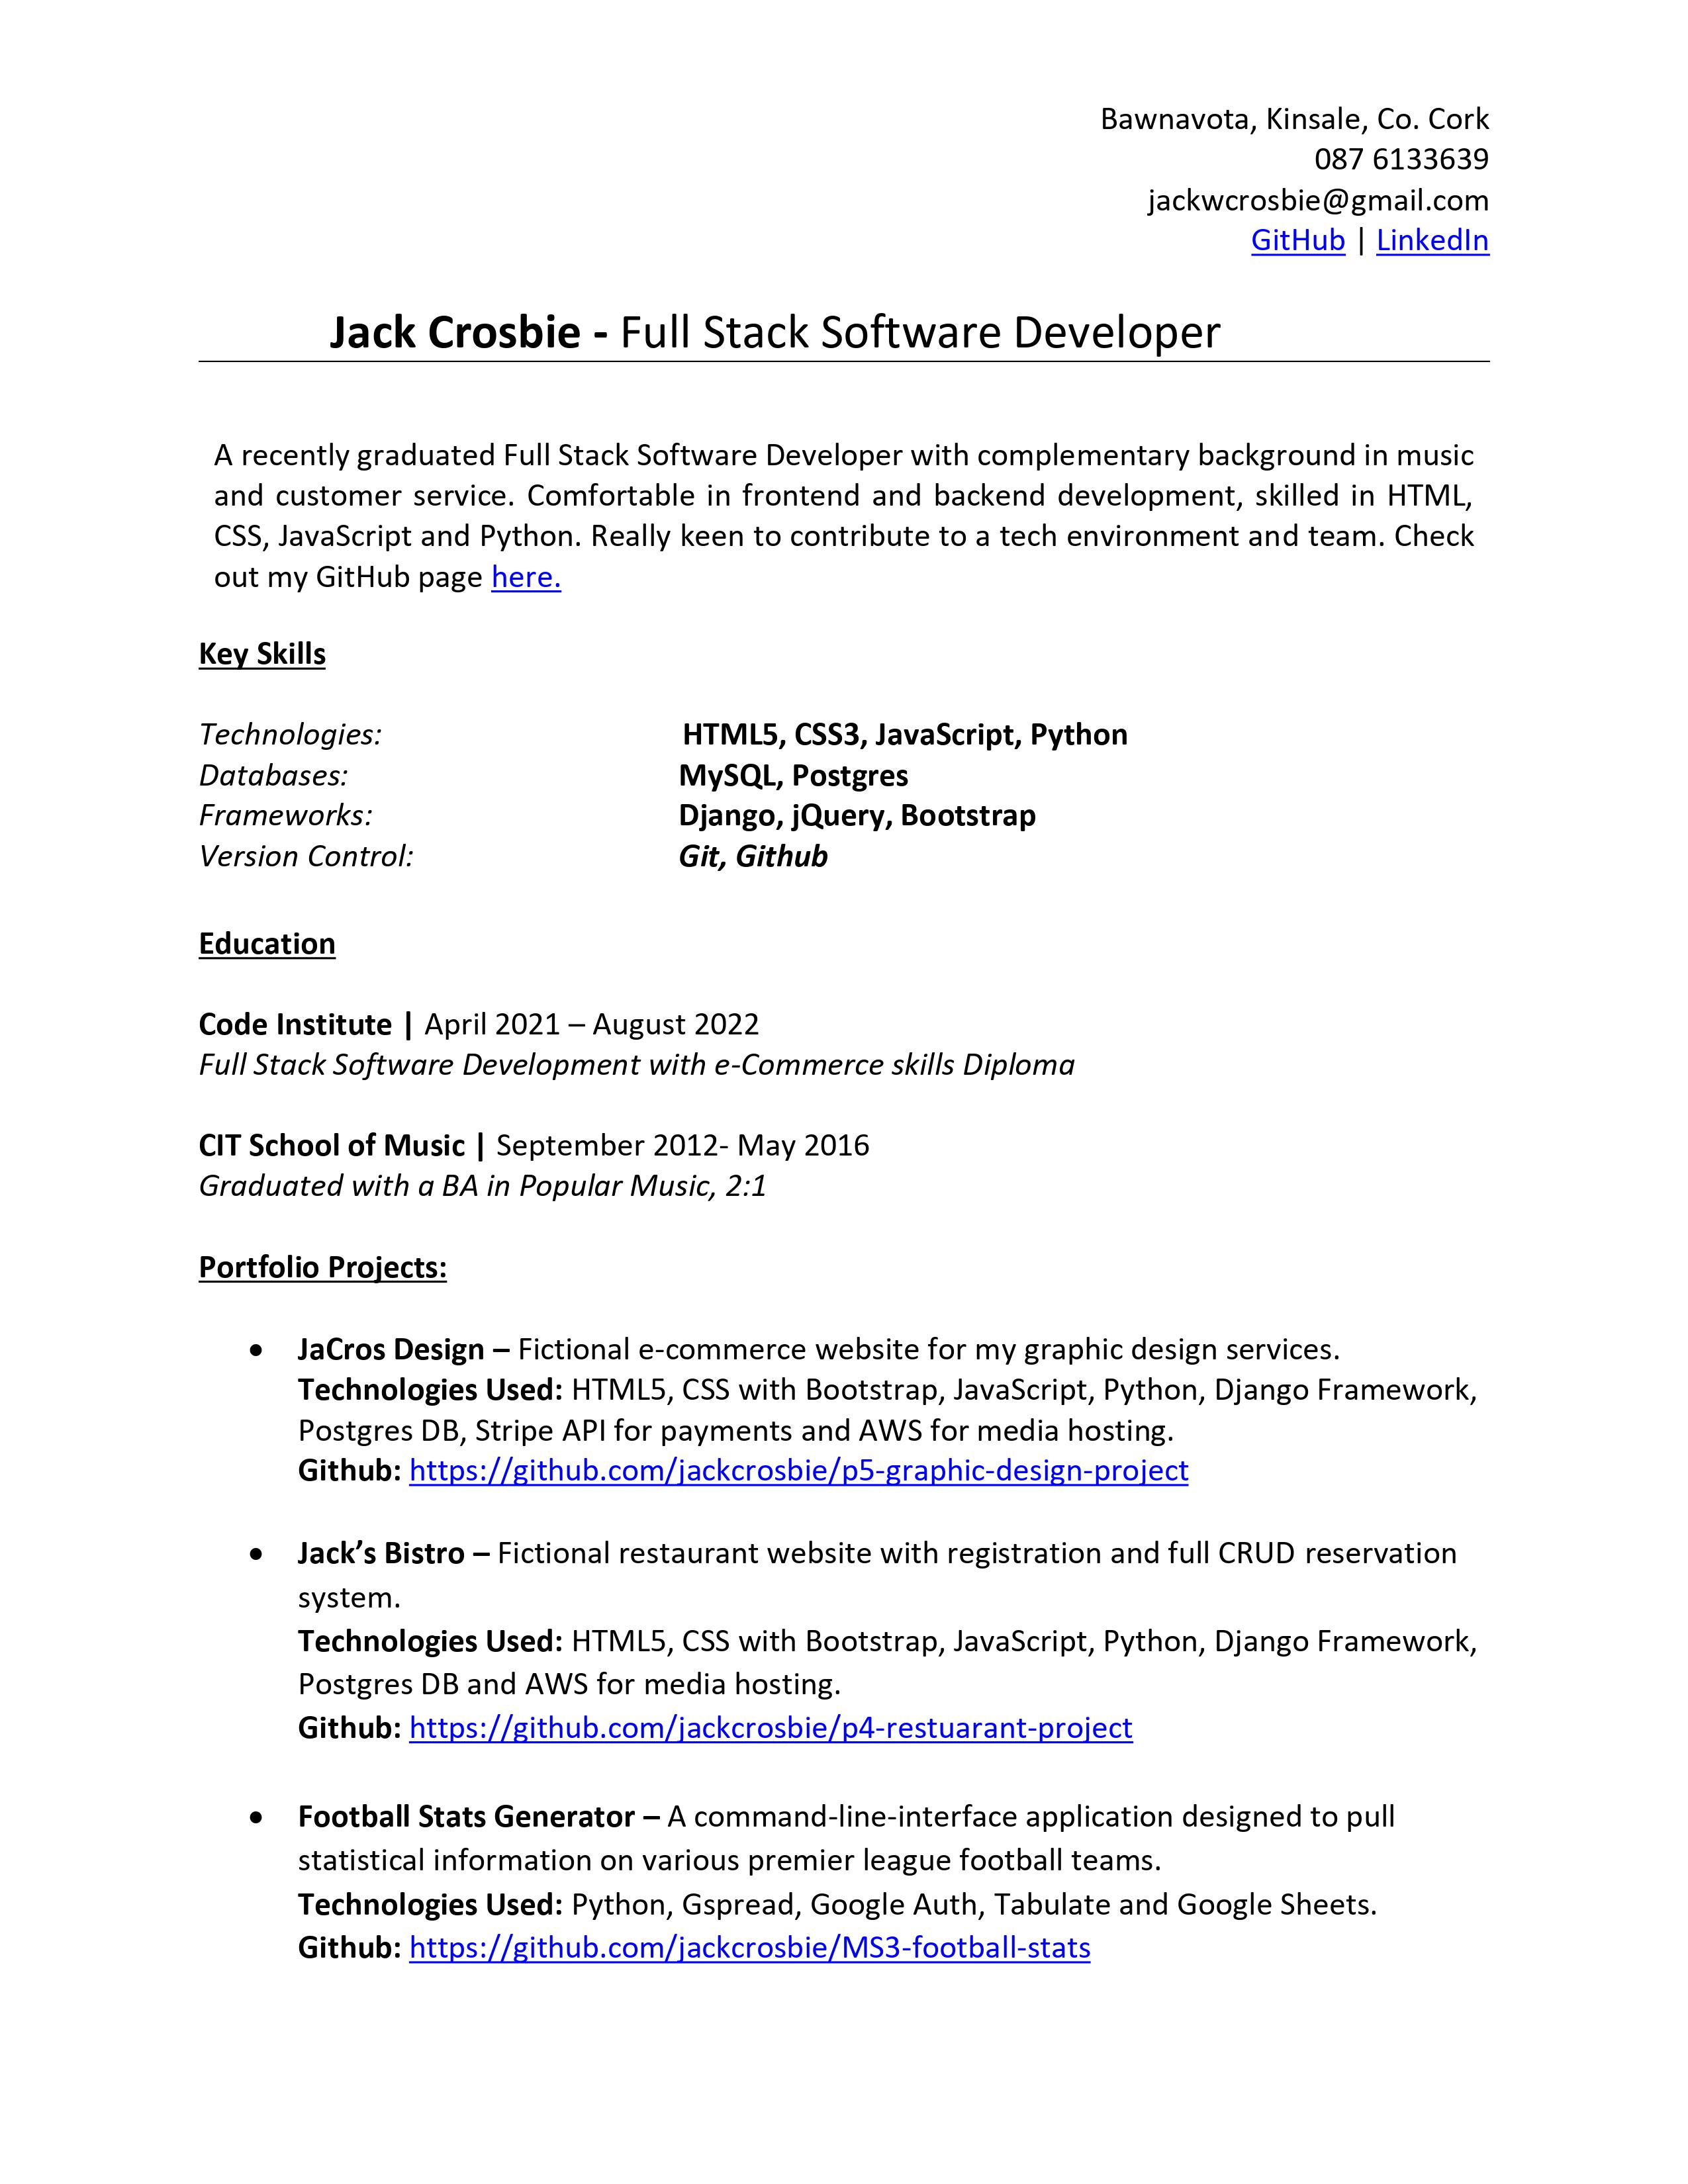 Bawnavota, Kinsale, Co. Cork
087 6133639
jackwcrosbie@gmail.com
GitHub | LinkedIn
Jack Crosbie - Full Stack Software Developer
A recently graduated Full Stack Software Developer with complementary background in music
and customer service. Comfortable in frontend and backend development, skilled in HTML,
CSS, JavaScript and Python. Really keen to contribute to a tech environment and team. Check
out my GitHub page here.
Key Skills
Technologies: HTML5, CSS3, JavaScript, Python
Databases: MySQL, Postgres
Frameworks: Django, jQuery, Bootstrap
Version Control: Git, Github
Education
Code Institute | April 2021 – August 2022
Full Stack Software Development with e-Commerce skills Diploma
CIT School of Music | September 2012- May 2016
Graduated with a BA in Popular Music, 2:1
Portfolio Projects:
• JaCros Design – Fictional e-commerce website for my graphic design services.
Technologies Used: HTML5, CSS with Bootstrap, JavaScript, Python, Django Framework,
Postgres DB, Stripe API for payments and AWS for media hosting.
Github: https://github.com/jackcrosbie/p5-graphic-design-project
• Jack’s Bistro – Fictional restaurant website with registration and full CRUD reservation
system.
Technologies Used: HTML5, CSS with Bootstrap, JavaScript, Python, Django Framework,
Postgres DB and AWS for media hosting.
Github: https://github.com/jackcrosbie/p4-restuarant-project
• Football Stats Generator – A command-line-interface application designed to pull
statistical information on various premier league football teams.
Technologies Used: Python, Gspread, Google Auth, Tabulate and Google Sheets.
Github: https://github.com/jackcrosbie/MS3-football-stats